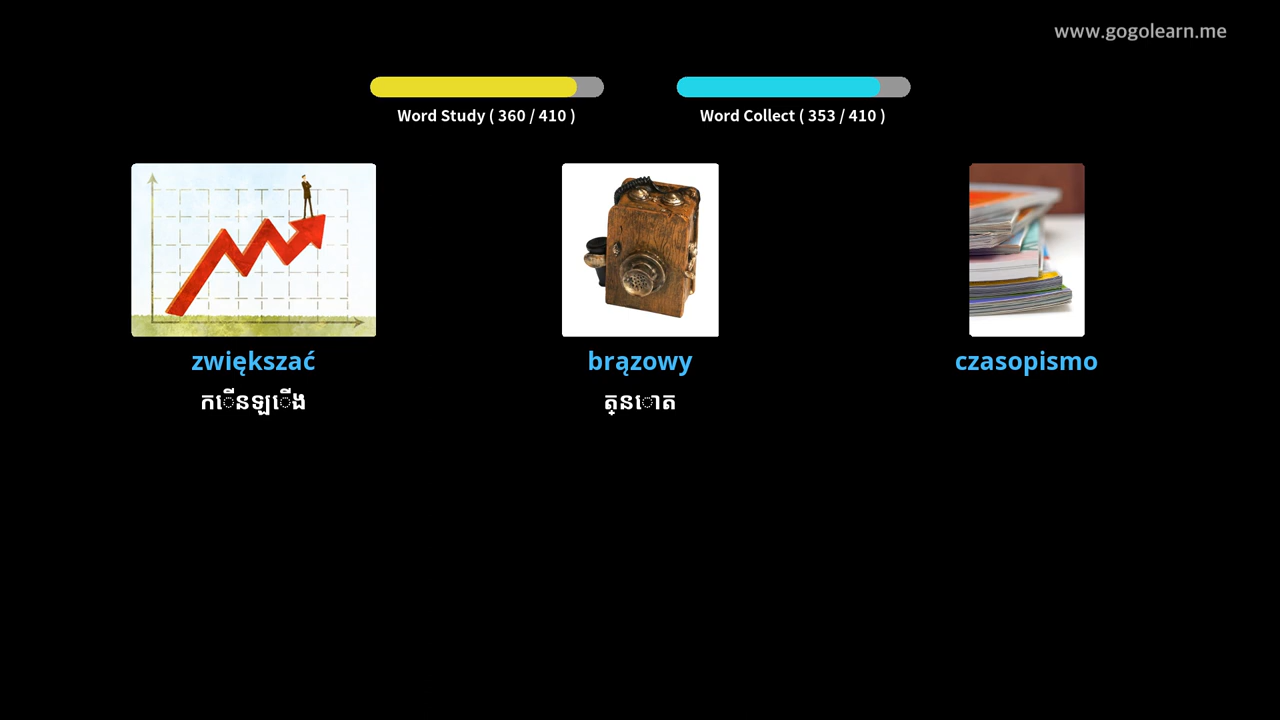 www.gogolearn.me
Word Study ( 360 / 410 )
Word Collect ( 353 / 410 )
zwiększać
brązowy
czasopismo
កើនឡើង
ត្នោត